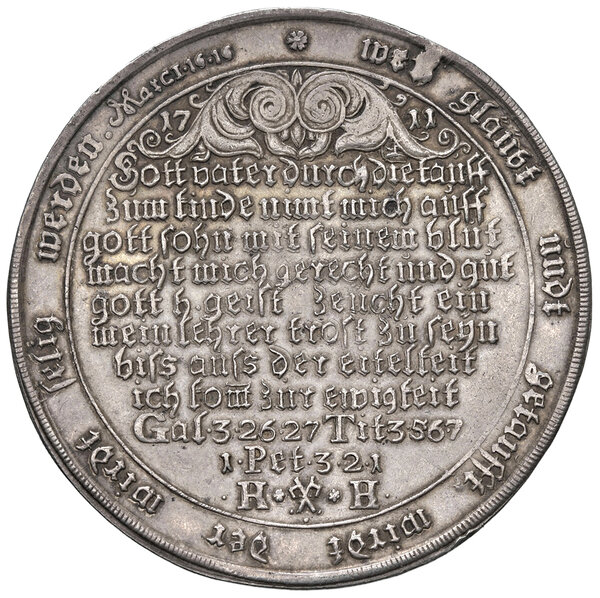 wer glaubt undt getaufft wirdt Der wirdt selig werden. MarcI·16·16
17 11
Gott Vater durch die tauff
Zum kinde nimt mich auff
gott sohn mit seinem blut
macht mich gerecht und gut
gott h. geist Zeucht ein
mein lehrer trost zu seyn
biss auss der eitelkeit
ich kom̅ zur ewigkeit
Gal 3·26 27 Tit 3 5 6 7
1·Pet·3·21
·H· ·H·